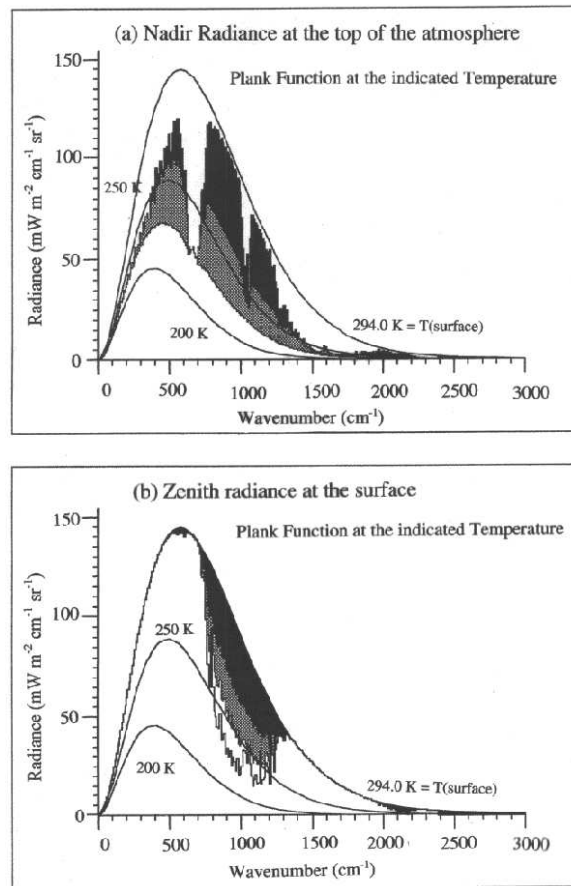 (a) Nadir Radiance at the top of the atmosphere
Plank Function at the indicated Temperature
Radiance (mW m⁻² cm⁻¹ sr⁻¹)
150
100
50
0
250 K
200 K
294.0 K = T(surface)
0 500 1000 1500 2000 2500 3000
Wavenumber (cm⁻¹)
(b) Zenith radiance at the surface
Plank Function at the indicated Temperature
Radiance (mW m⁻² cm⁻¹ sr⁻¹)
150
100
50
0
250 K
200 K
294.0 K = T(surface)
0 500 1000 1500 2000 2500 3000
Wavenumber (cm⁻¹)